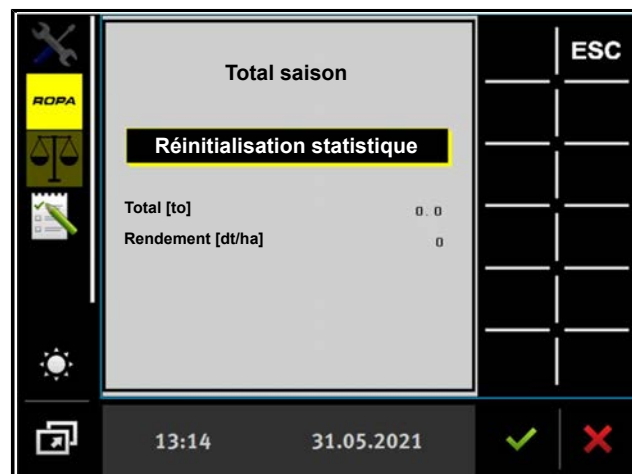 ESC
ROPA
Total saison
Réinitialisation statistique
Total [to] 0.0
Rendement [dt/ha] 0
13:14 31.05.2021